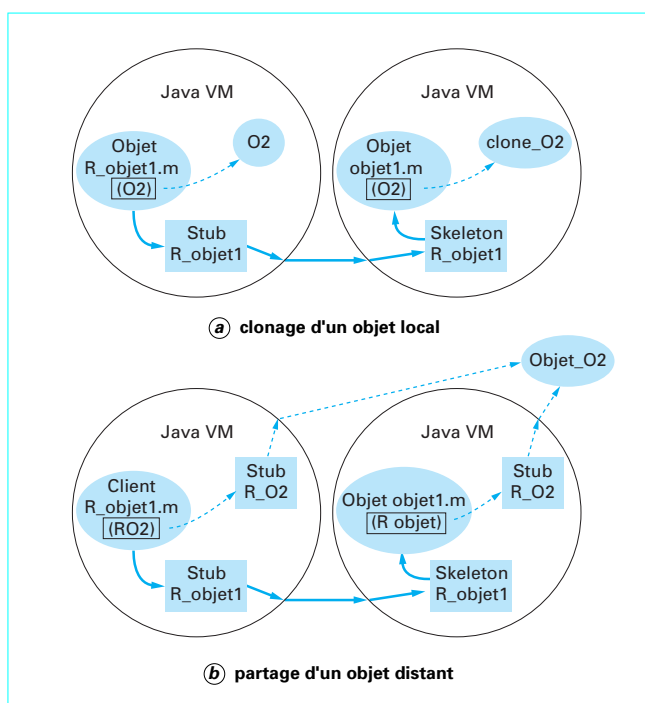 Java VM
Objet
R_objet1.m
(O2)
O2
Stub
R_objet1
Java VM
Objet
objet1.m
(O2)
clone_O2
Skeleton
R_objet1
a clonage d'un objet local
Objet_O2
Java VM
Client
R_objet1.m
(RO2)
Stub
R_O2
Stub
R_objet1
Java VM
Objet objet1.m
(R objet)
Stub
R_O2
Skeleton
R_objet1
b partage d'un objet distant